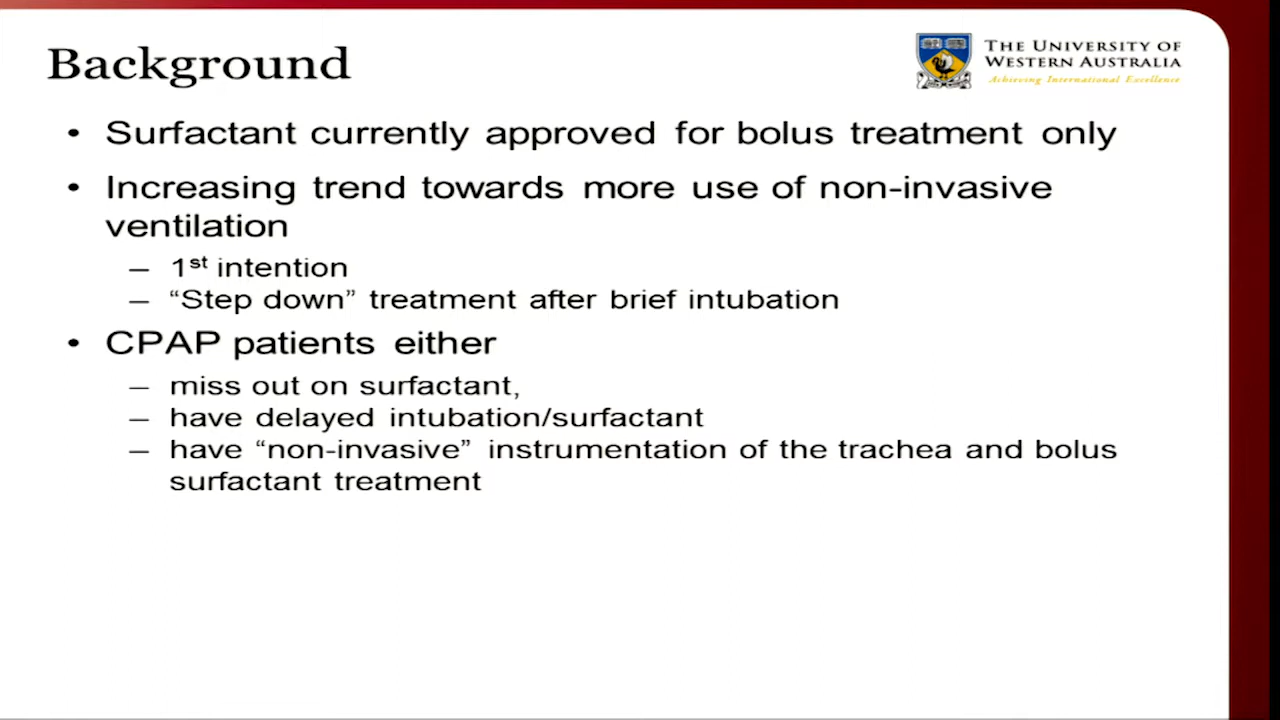 Background
THE UNIVERSITY OF
WESTERN AUSTRALIA
Achieving International Excellence
• Surfactant currently approved for bolus treatment only
• Increasing trend towards more use of non-invasive
ventilation
– 1st intention
– “Step down” treatment after brief intubation
• CPAP patients either
– miss out on surfactant,
– have delayed intubation/surfactant
– have “non-invasive” instrumentation of the trachea and bolus
surfactant treatment